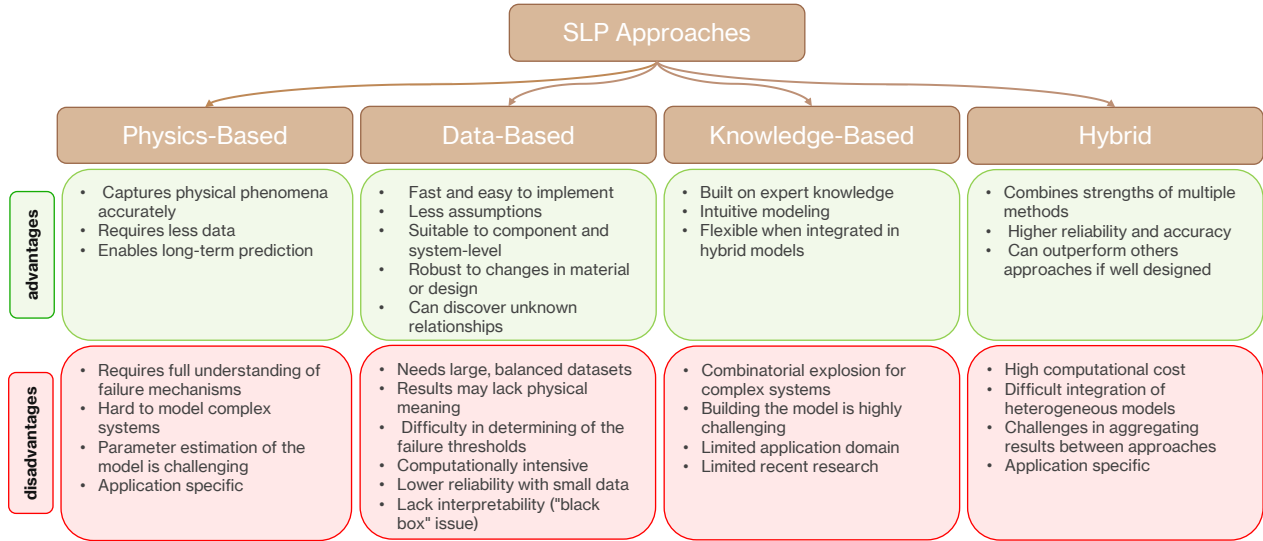 SLP Approaches
Physics-Based
Data-Based
Knowledge-Based
Hybrid
advantages
• Captures physical phenomena
accurately
• Requires less data
• Enables long-term prediction
• Fast and easy to implement
• Less assumptions
• Suitable to component and
system-level
• Robust to changes in material
or design
• Can discover unknown
relationships
• Built on expert knowledge
• Intuitive modeling
• Flexible when integrated in
hybrid models
• Combines strengths of multiple
methods
• Higher reliability and accuracy
• Can outperform others
approaches if well designed
disadvantages
• Requires full understanding of
failure mechanisms
• Hard to model complex
systems
• Parameter estimation of the
model is challenging
• Application specific
• Needs large, balanced datasets
• Results may lack physical
meaning
• Difficulty in determining of the
failure thresholds
• Computationally intensive
• Lower reliability with small data
• Lack interpretability ("black
box" issue)
• Combinatorial explosion for
complex systems
• Building the model is highly
challenging
• Limited application domain
• Limited recent research
• High computational cost
• Difficult integration of
heterogeneous models
• Challenges in aggregating
results between approaches
• Application specific